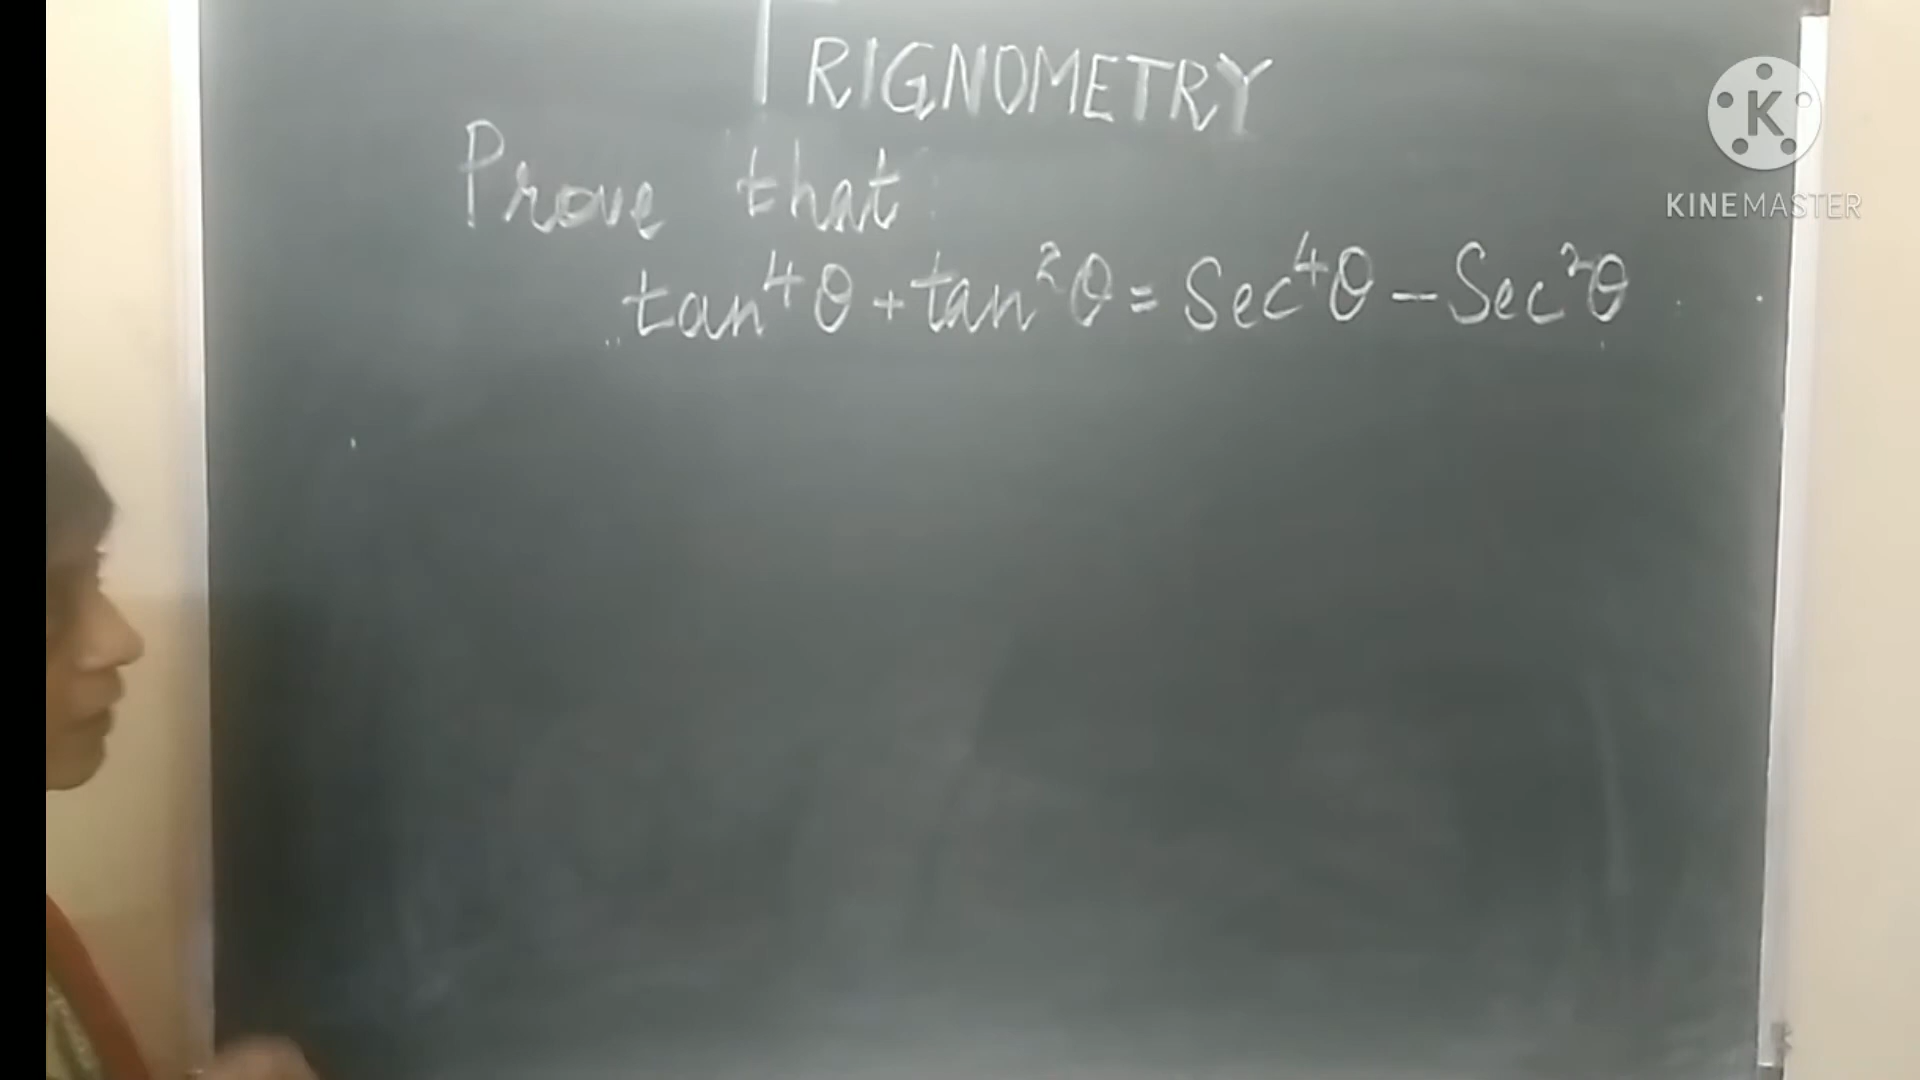 TRIGNOMETRY
Prove that
tan⁴θ + tan²θ = Sec⁴θ – Sec²θ
K
KINEMASTER